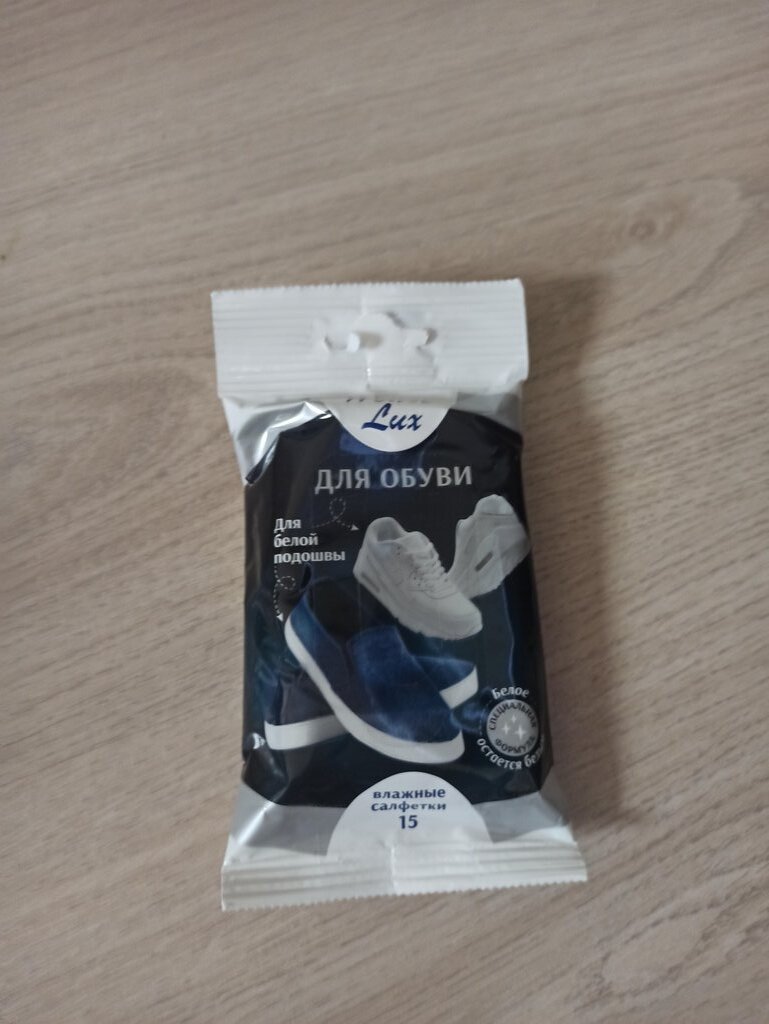 Lux
ДЛЯ ОБУВИ
Для
белой
подошвы
Белое
СПЕЦИАЛЬНАЯ
ФОРМУЛА
остается
влажные
салфетки
15